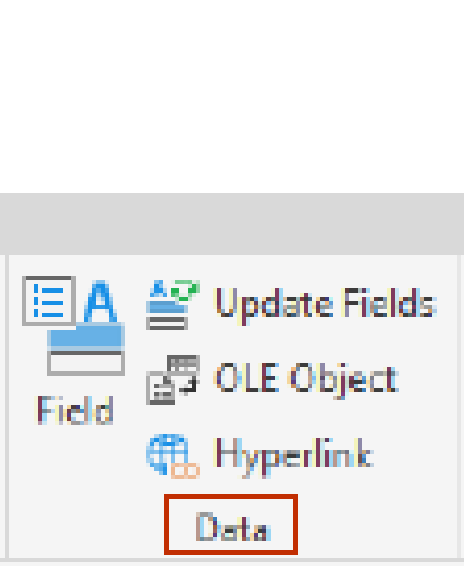 Field
Update Fields
OLE Object
Hyperlink
Data